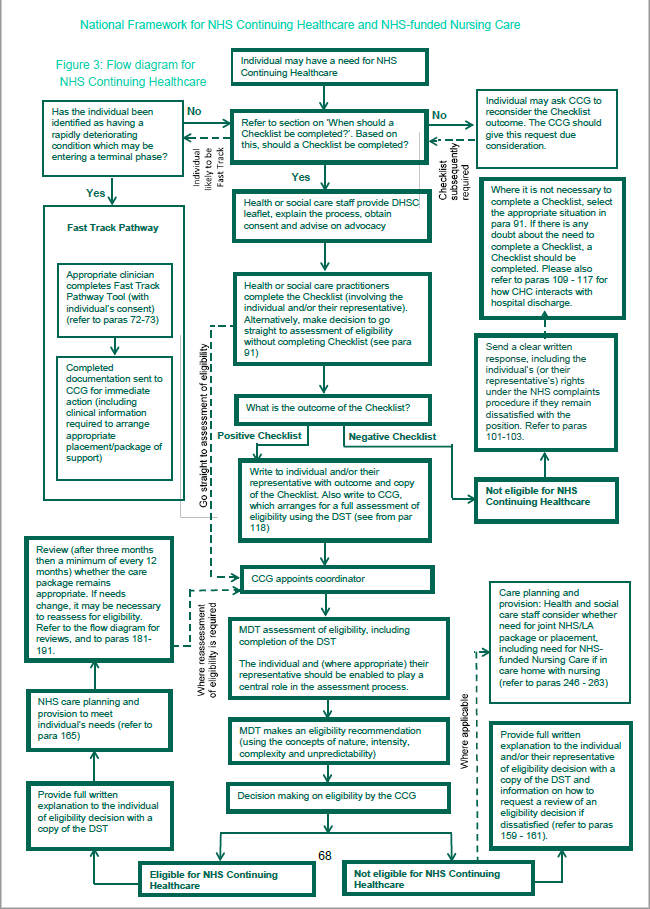 National Framework for NHS Continuing Healthcare and NHS-funded Nursing Care
Figure 3: Flow diagram for
NHS Continuing Healthcare
Individual may have a need for NHS
Continuing Healthcare
Has the individual been
identified as having a
rapidly deteriorating
condition which may be
entering a terminal phase?
No
Individual
likely to be
Fast Track
Refer to section on 'When should a
Checklist be completed?'. Based on
this, should a Checklist be completed?
No
Checklist
subsequently
required
Individual may ask CCG to
reconsider the Checklist
outcome. The CCG should
give this request due
consideration.
Yes
Yes
Fast Track Pathway
Appropriate clinician
completes Fast Track
Pathway Tool (with
individual's consent)
(refer to paras 72-73)
Completed
documentation sent to
CCG for immediate
action (including
clinical information
required to arrange
appropriate
placement/package of
support)
Health or social care staff provide DHSC
leaflet, explain the process, obtain
consent and advise on advocacy
Where it is not necessary to
complete a Checklist, select
the appropriate situation in
para 91. If there is any
doubt about the need to
complete a Checklist, a
Checklist should be
completed. Please also
refer to paras 109 - 117 for
how CHC interacts with
hospital discharge.
Health or social care practitioners
complete the Checklist (involving the
individual and/or their representative).
Alternatively, make decision to go
straight to assessment of eligibility
without completing Checklist (see para
91)
Go straight to assessment of eligibility
Send a clear written
response, including the
individual's (or their
representative's) rights
under the NHS complaints
procedure if they remain
dissatisfied with the
position. Refer to paras
101-103.
What is the outcome of the Checklist?
Positive Checklist
Negative Checklist
Write to individual and/or their
representative with outcome and copy
of the Checklist. Also write to CCG,
which arranges for a full assessment of
eligibility using the DST (see from par
118)
Not eligible for NHS
Continuing Healthcare
Review (after three months
then a minimum of every 12
months) whether the care
package remains
appropriate. If needs
change, it may be necessary
to reassess for eligibility.
Refer to the flow diagram for
reviews, and to paras 181-
191.
Where reassessment
of eligibility is required
CCG appoints coordinator
Care planning and
provision: Health and social
care staff consider whether
need for joint NHS/LA
package or placement,
including need for NHS-
funded Nursing Care if in
care home with nursing
(refer to paras 246 - 263)
MDT assessment of eligibility, including
completion of the DST
The individual and (where appropriate) their
representative should be enabled to play a
central role in the assessment process.
NHS care planning and
provision to meet
individual's needs (refer to
para 165)
MDT makes an eligibility recommendation
(using the concepts of nature, intensity,
complexity and unpredictability)
Where applicable
Provide full written
explanation to the individual
and/or their representative
of eligibility decision with a
copy of the DST and
information on how to
request a review of an
eligibility decision if
dissatisfied (refer to paras
159 - 161).
Provide full written
explanation to the individual
of eligibility decision with a
copy of the DST
Decision making on eligibility by the CCG
68
Eligible for NHS Continuing
Healthcare
Not eligible for NHS Continuing
Healthcare